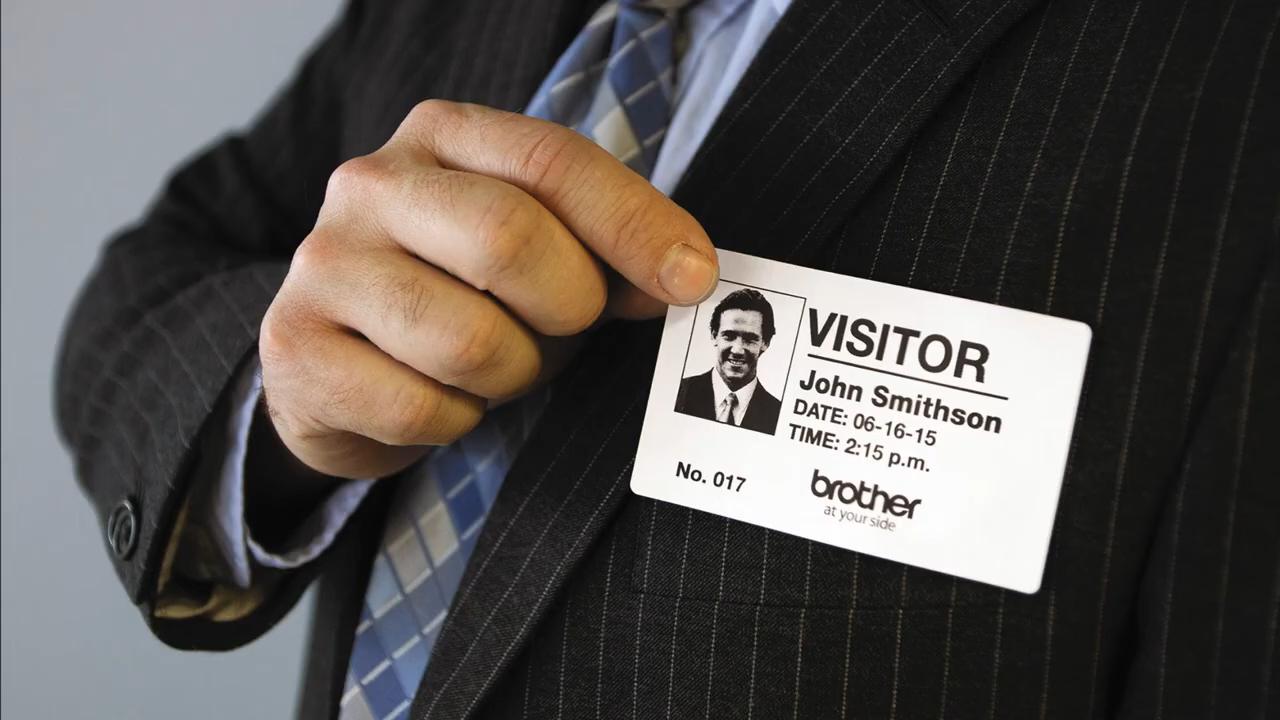 VISITOR
John Smithson
DATE: 06-16-15
TIME: 2:15 p.m.
No. 017
brother
at your side